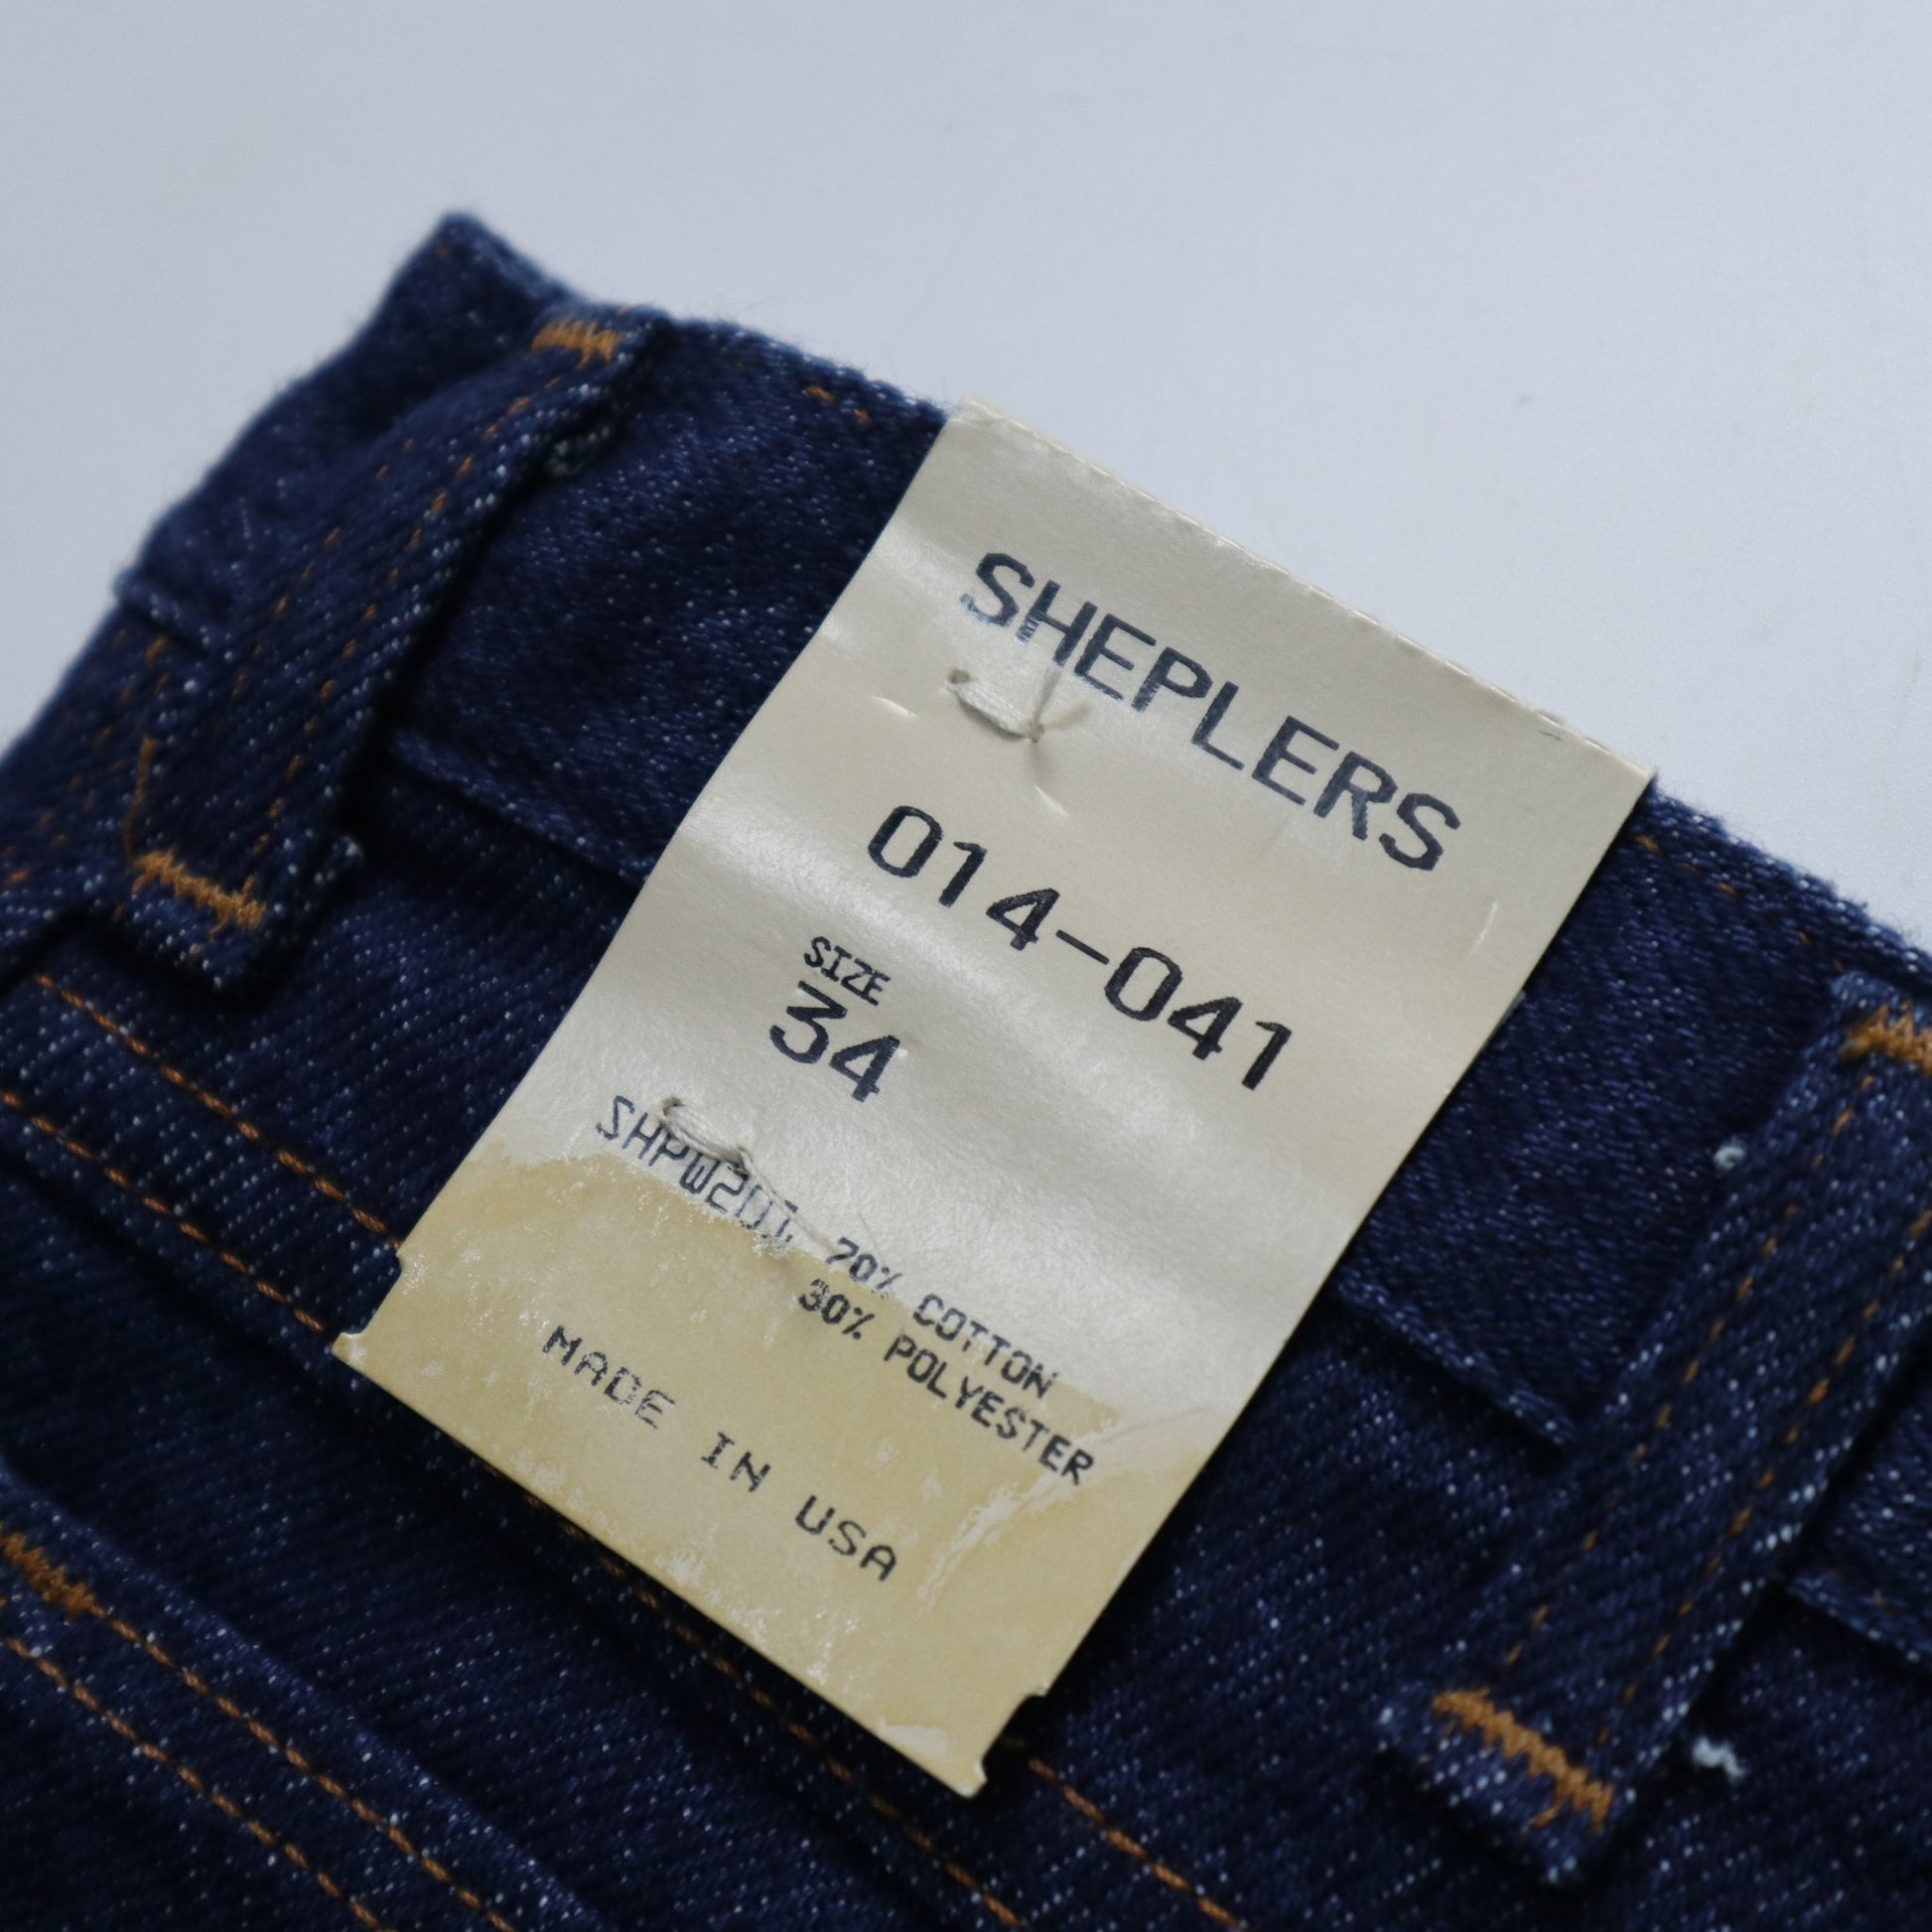 SHEPLERS
014-041
SIZE
34
70% COTTON
30% POLYESTER
MADE IN USA